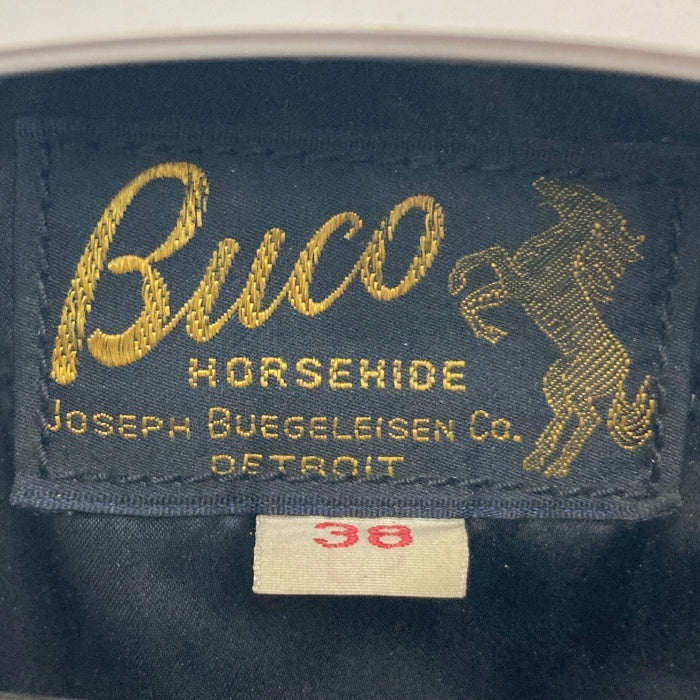 Buco
HORSEHIDE
JOSEPH BUEGELEISEN CO.
DETROIT
38